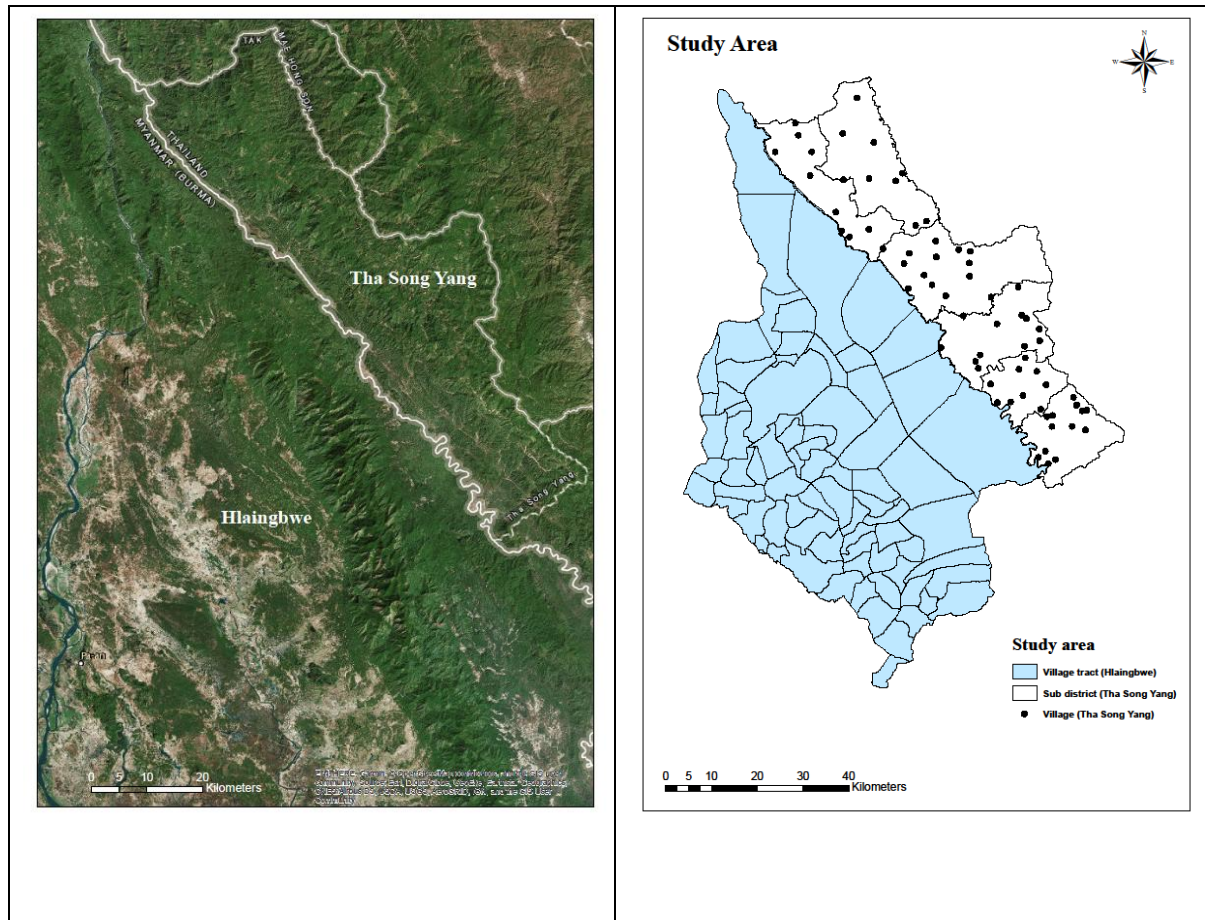 TAK
MAE HONG SON
THAILAND
MYANMAR (BURMA)
Tha Song Yang
Hlaingbwe
Tha Song Yang
0 5 10 20
Kilometers
Study Area
N
W E
S
Study area
Village tract (Hlaingbwe)
Sub district (Tha Song Yang)
Village (Tha Song Yang)
0 5 10 20 30 40
Kilometers